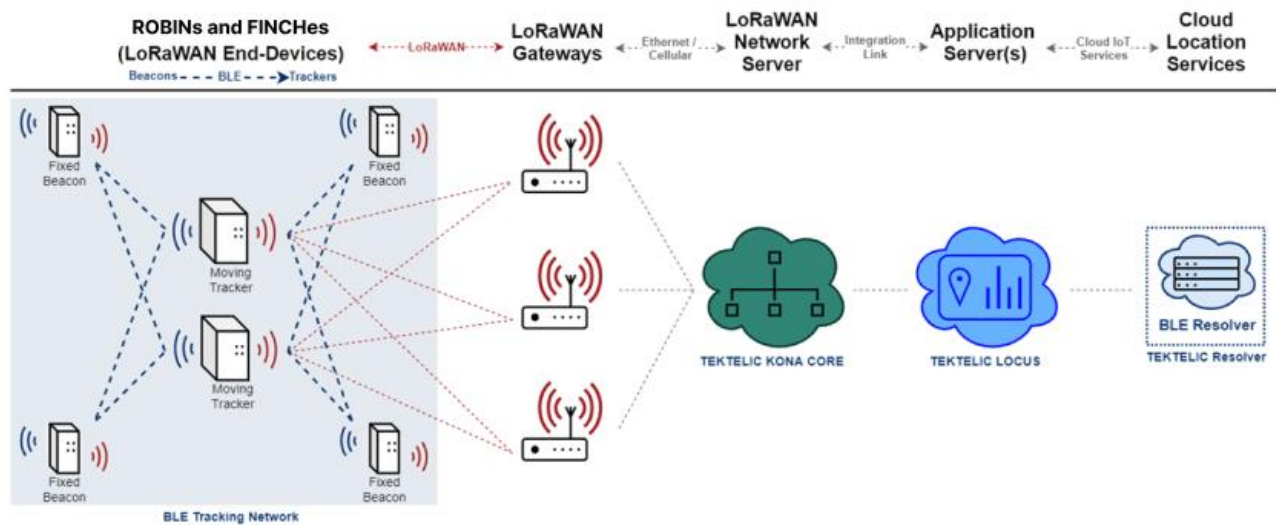 ROBINs and FINCHes
(LoRaWAN End-Devices)
Beacons
BLE
Trackers
LoRaWAN
LoRaWAN
Gateways
Ethernet /
Cellular
LoRaWAN
Network
Server
Integration
Link
Application
Server(s)
Cloud IoT
Services
Cloud
Location
Services
Fixed
Beacon
Fixed
Beacon
Moving
Tracker
Moving
Tracker
Fixed
Beacon
Fixed
Beacon
BLE Tracking Network
TEKTELIC KONA CORE
TEKTELIC LOCUS
BLE Resolver
TEKTELIC Resolver